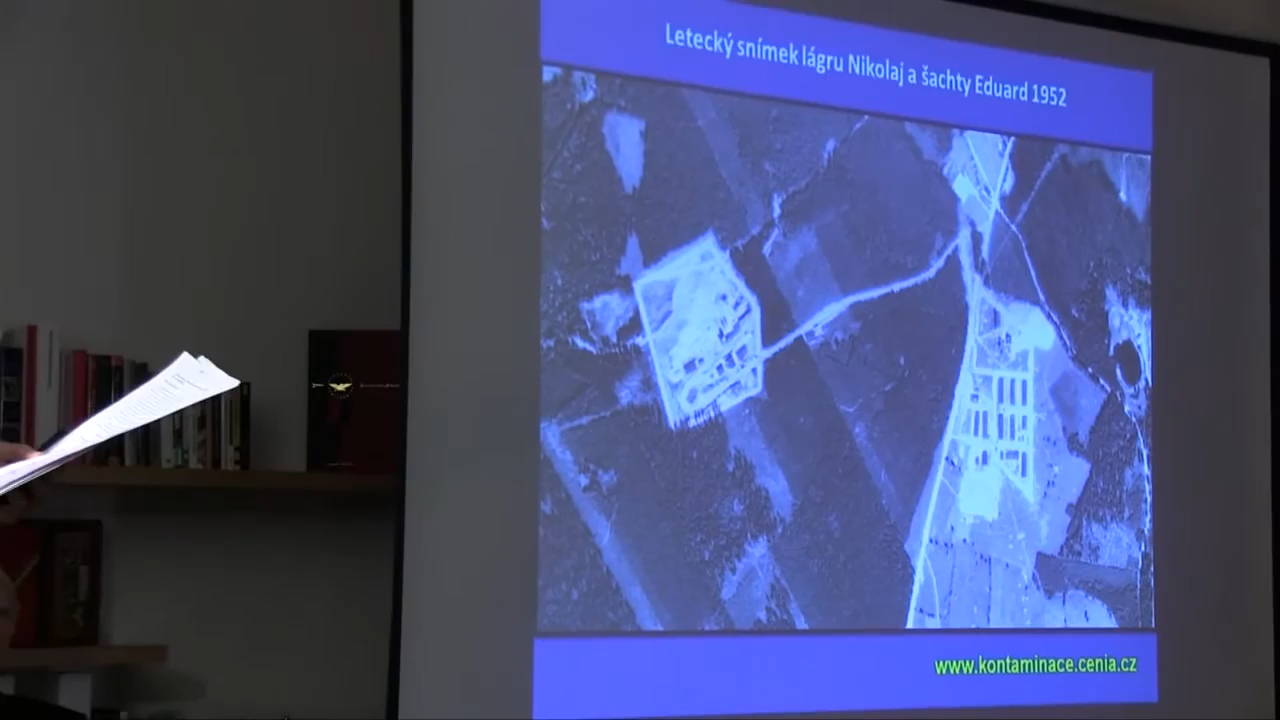 Letecký snímek lágru Nikolaj a šachty Eduard 1952
www.kontaminace.cenia.cz